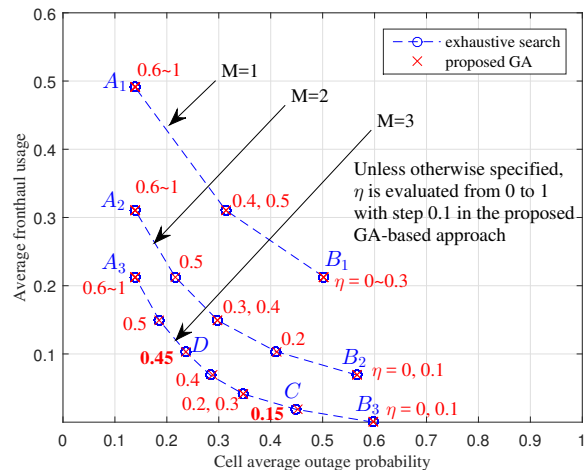 0.6
0.5
0.4
0.3
0.2
0.1
0 0.1 0.2 0.3 0.4 0.5 0.6 0.7 0.8 0.9 1
Average fronthaul usage
Cell average outage probability
exhaustive search
proposed GA
M=1
M=2
M=3
Unless otherwise specified,
η is evaluated from 0 to 1
with step 0.1 in the proposed
GA-based approach
A1
0.6~1
0.4, 0.5
B1
η = 0~0.3
A2
0.6~1
0.5
0.3, 0.4
0.2
B2
η = 0, 0.1
A3
0.6~1
0.5
D
0.45
0.4
0.2, 0.3
C
0.15
B3
η = 0, 0.1